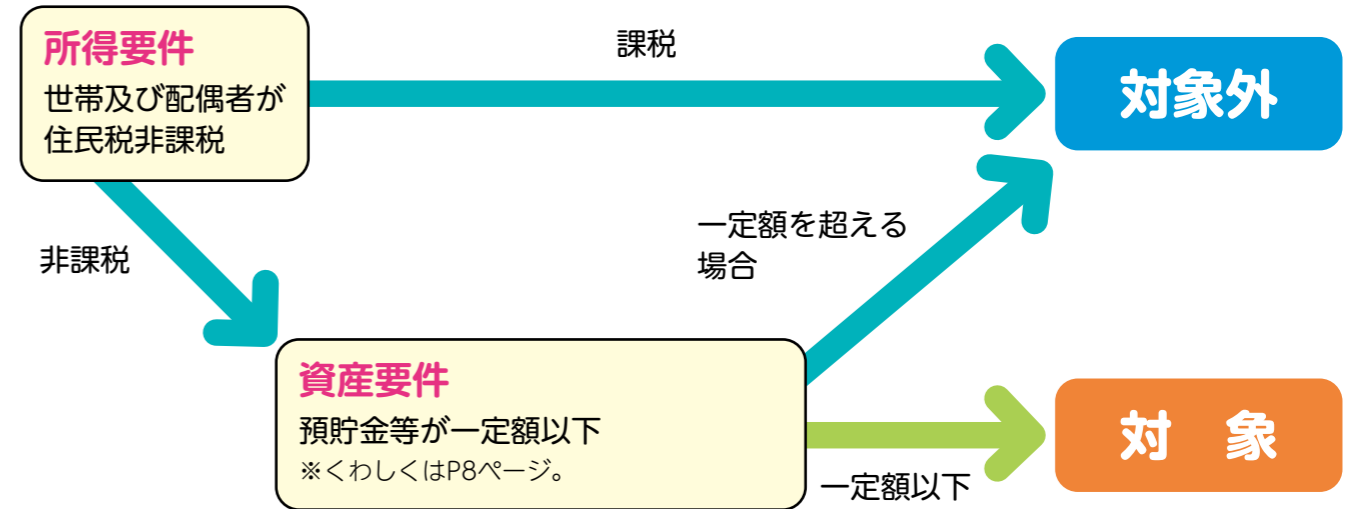 所得要件
世帯及び配偶者が
住民税非課税
課税
対象外
非課税
一定額を超える
場合
資産要件
預貯金等が一定額以下
※くわしくはP8ページ。
一定額以下
対　象